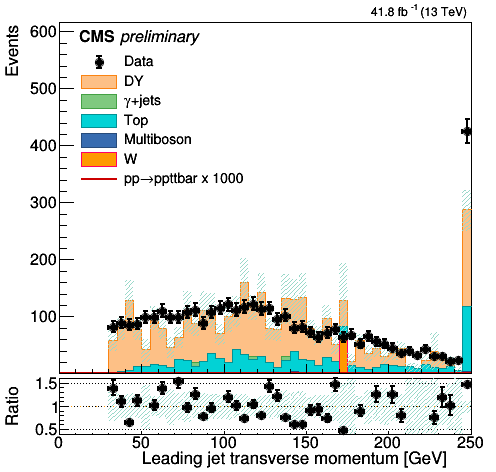 41.8 fb⁻¹ (13 TeV)
CMS preliminary
Data
DY
γ+jets
Top
Multiboson
W
pp→ppttbar x 1000
Events
600
500
400
300
200
100
Ratio
1.5
1
0.5
0 50 100 150 200 250
Leading jet transverse momentum [GeV]